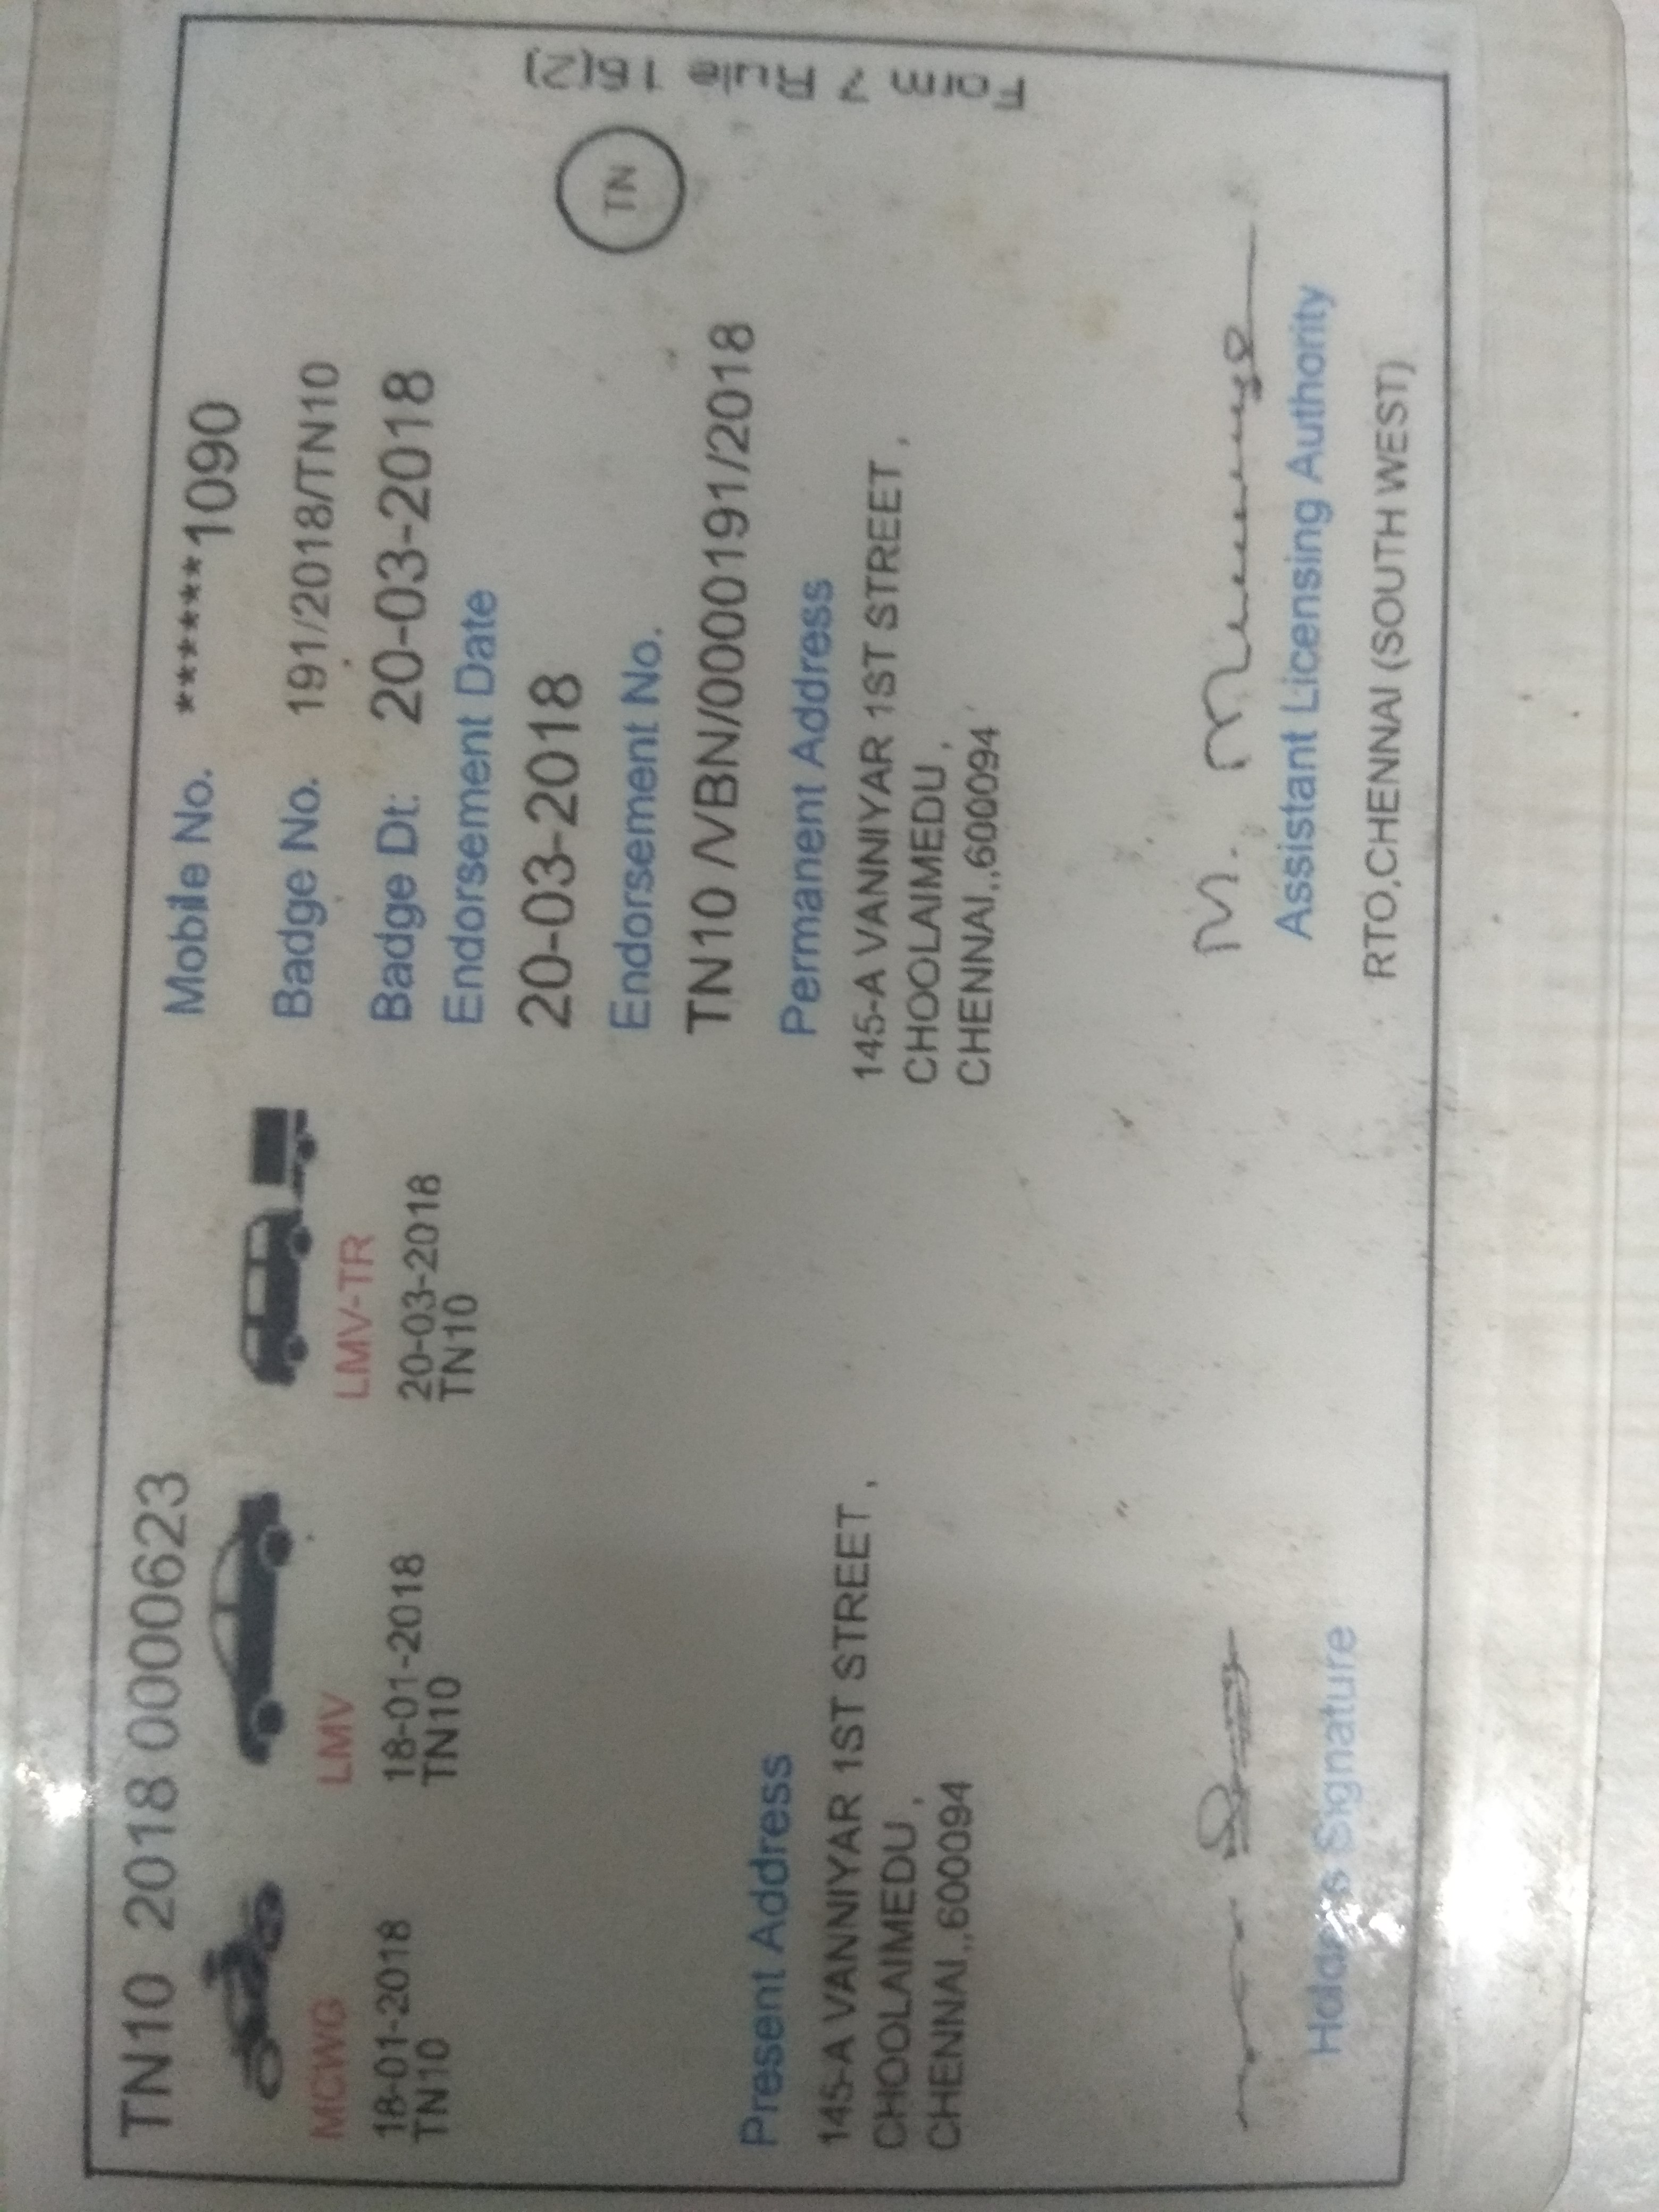 TN10 2018 0000623
MCWG
18-01-2018
TN10
LMV
18-01-2018
TN10
LMV-TR
20-03-2018
TN10
Mobile No. ******1090
Badge No. 191/2018/TN10
Badge Dt: 20-03-2018
Endorsement Date
20-03-2018
Endorsement No.
TN10 /VBN/0000191/2018
Form 7 Rule 16(2)
TN
Present Address
145-A VANNIYAR 1ST STREET ,
CHOOLAIMEDU ,
CHENNAI,,600094
Permanent Address
145-A VANNIYAR 1ST STREET ,
CHOOLAIMEDU ,
CHENNAI,,600094
Holder's Signature
M.
Assistant Licensing Authority
RTO,CHENNAI (SOUTH WEST)